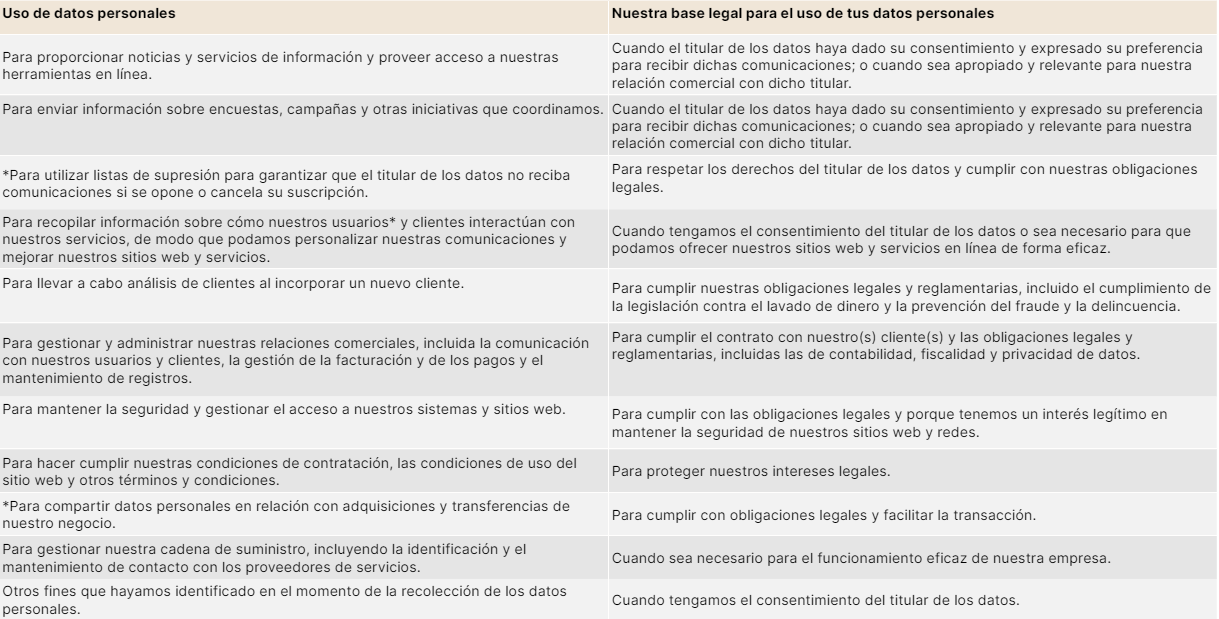 Uso de datos personales
Nuestra base legal para el uso de tus datos personales
Para proporcionar noticias y servicios de información y proveer acceso a nuestras
herramientas en línea.
Cuando el titular de los datos haya dado su consentimiento y expresado su preferencia
para recibir dichas comunicaciones; o cuando sea apropiado y relevante para nuestra
relación comercial con dicho titular.
Para enviar información sobre encuestas, campañas y otras iniciativas que coordinamos.
Cuando el titular de los datos haya dado su consentimiento y expresado su preferencia
para recibir dichas comunicaciones; o cuando sea apropiado y relevante para nuestra
relación comercial con dicho titular.
*Para utilizar listas de supresión para garantizar que el titular de los datos no reciba
comunicaciones si se opone o cancela su suscripción.
Para respetar los derechos del titular de los datos y cumplir con nuestras obligaciones
legales.
Para recopilar información sobre cómo nuestros usuarios* y clientes interactúan con
nuestros servicios, de modo que podamos personalizar nuestras comunicaciones y
mejorar nuestros sitios web y servicios.
Cuando tengamos el consentimiento del titular de los datos o sea necesario para que
podamos ofrecer nuestros sitios web y servicios en línea de forma eficaz.
Para llevar a cabo análisis de clientes al incorporar un nuevo cliente.
Para cumplir nuestras obligaciones legales y reglamentarias, incluido el cumplimiento de
la legislación contra el lavado de dinero y la prevención del fraude y la delincuencia.
Para gestionar y administrar nuestras relaciones comerciales, incluida la comunicación
con nuestros usuarios y clientes, la gestión de la facturación y de los pagos y el
mantenimiento de registros.
Para cumplir el contrato con nuestro(s) cliente(s) y las obligaciones legales y
reglamentarias, incluidas las de contabilidad, fiscalidad y privacidad de datos.
Para mantener la seguridad y gestionar el acceso a nuestros sistemas y sitios web.
Para cumplir con las obligaciones legales y porque tenemos un interés legítimo en
mantener la seguridad de nuestros sitios web y redes.
Para hacer cumplir nuestras condiciones de contratación, las condiciones de uso del
sitio web y otros términos y condiciones.
Para proteger nuestros intereses legales.
*Para compartir datos personales en relación con adquisiciones y transferencias de
nuestro negocio.
Para cumplir con obligaciones legales y facilitar la transacción.
Para gestionar nuestra cadena de suministro, incluyendo la identificación y el
mantenimiento de contacto con los proveedores de servicios.
Cuando sea necesario para el funcionamiento eficaz de nuestra empresa.
Otros fines que hayamos identificado en el momento de la recolección de los datos
personales.
Cuando tengamos el consentimiento del titular de los datos.